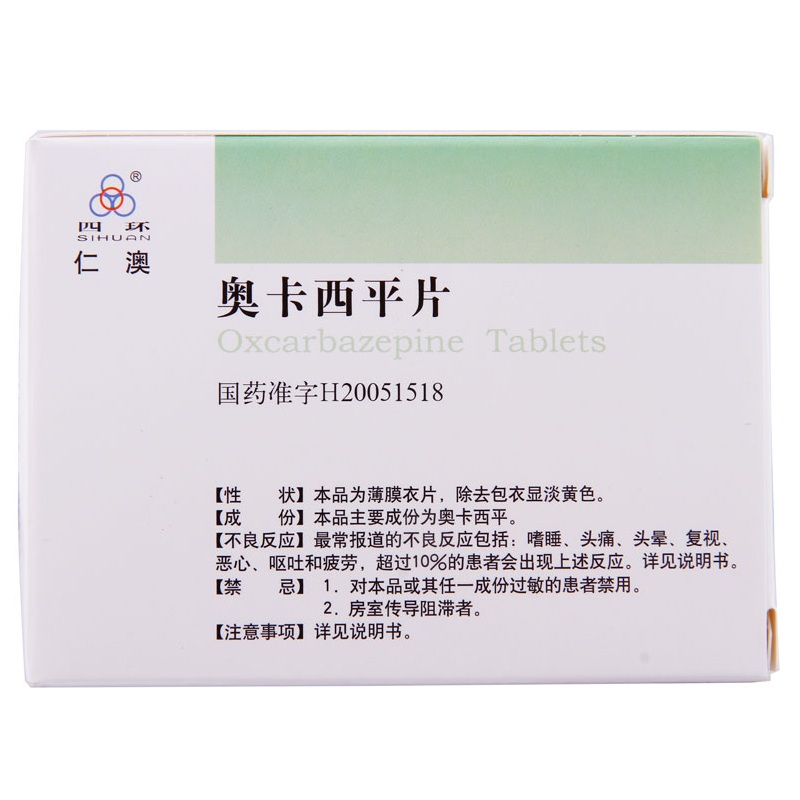 ®
四环
SIHUAN
仁澳
奥卡西平片
Oxcarbazepine Tablets
国药准字H20051518
【性 状】本品为薄膜衣片，除去包衣显淡黄色。
【成 份】本品主要成份为奥卡西平。
【不良反应】最常报道的不良反应包括：嗜睡、头痛、头晕、复视、
恶心、呕吐和疲劳，超过10%的患者会出现上述反应。详见说明书。
【禁 忌】1．对本品或其任一成份过敏的患者禁用。
2．房室传导阻滞者。
【注意事项】详见说明书。